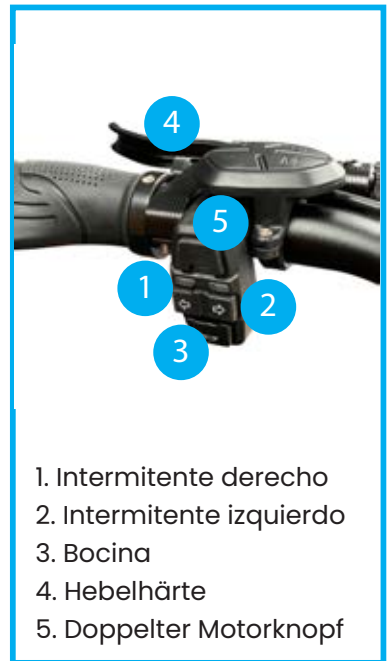 4
5
1
2
3
1. Intermitente derecho
2. Intermitente izquierdo
3. Bocina
4. Hebelhärte
5. Doppelter Motorknopf